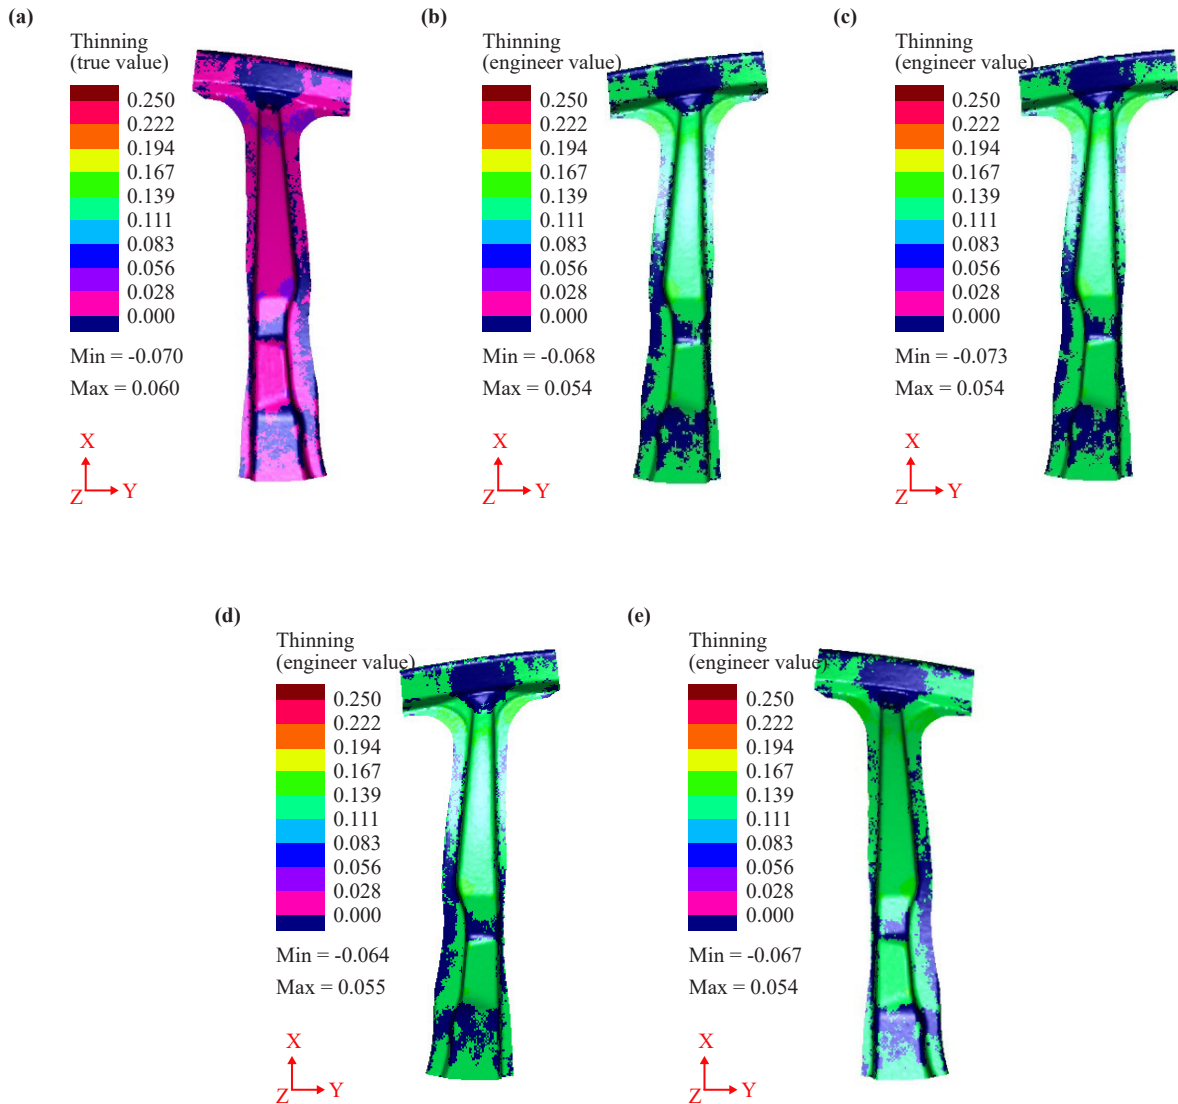 (a)
Thinning
(true value)
0.250
0.222
0.194
0.167
0.139
0.111
0.083
0.056
0.028
0.000
Min = -0.070
Max = 0.060
X
Z
Y
(b)
Thinning
(engineer value)
0.250
0.222
0.194
0.167
0.139
0.111
0.083
0.056
0.028
0.000
Min = -0.068
Max = 0.054
X
Z
Y
(c)
Thinning
(engineer value)
0.250
0.222
0.194
0.167
0.139
0.111
0.083
0.056
0.028
0.000
Min = -0.073
Max = 0.054
X
Z
Y
(d)
Thinning
(engineer value)
0.250
0.222
0.194
0.167
0.139
0.111
0.083
0.056
0.028
0.000
Min = -0.064
Max = 0.055
X
Z
Y
(e)
Thinning
(engineer value)
0.250
0.222
0.194
0.167
0.139
0.111
0.083
0.056
0.028
0.000
Min = -0.067
Max = 0.054
X
Z
Y